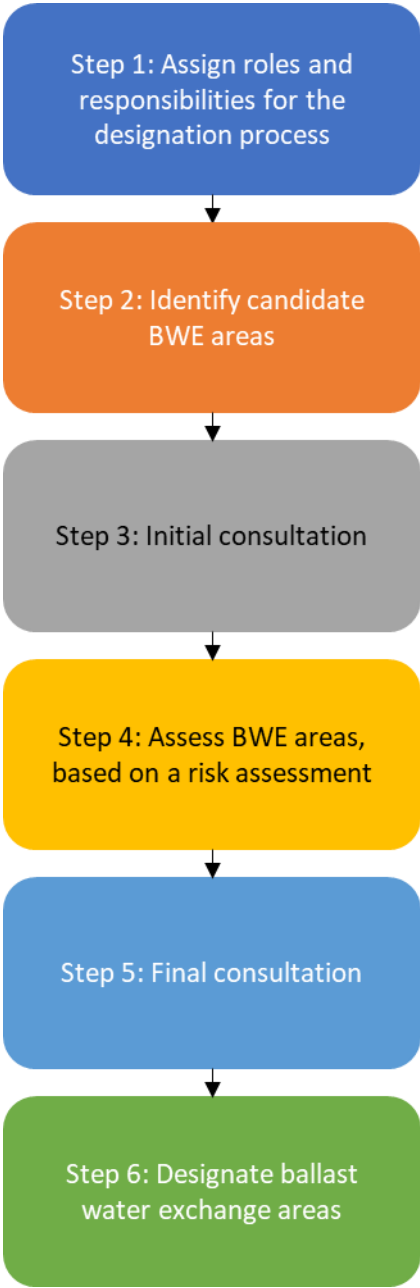 Step 1: Assign roles and
responsibilities for the
designation process
Step 2: Identify candidate
BWE areas
Step 3: Initial consultation
Step 4: Assess BWE areas,
based on a risk assessment
Step 5: Final consultation
Step 6: Designate ballast
water exchange areas